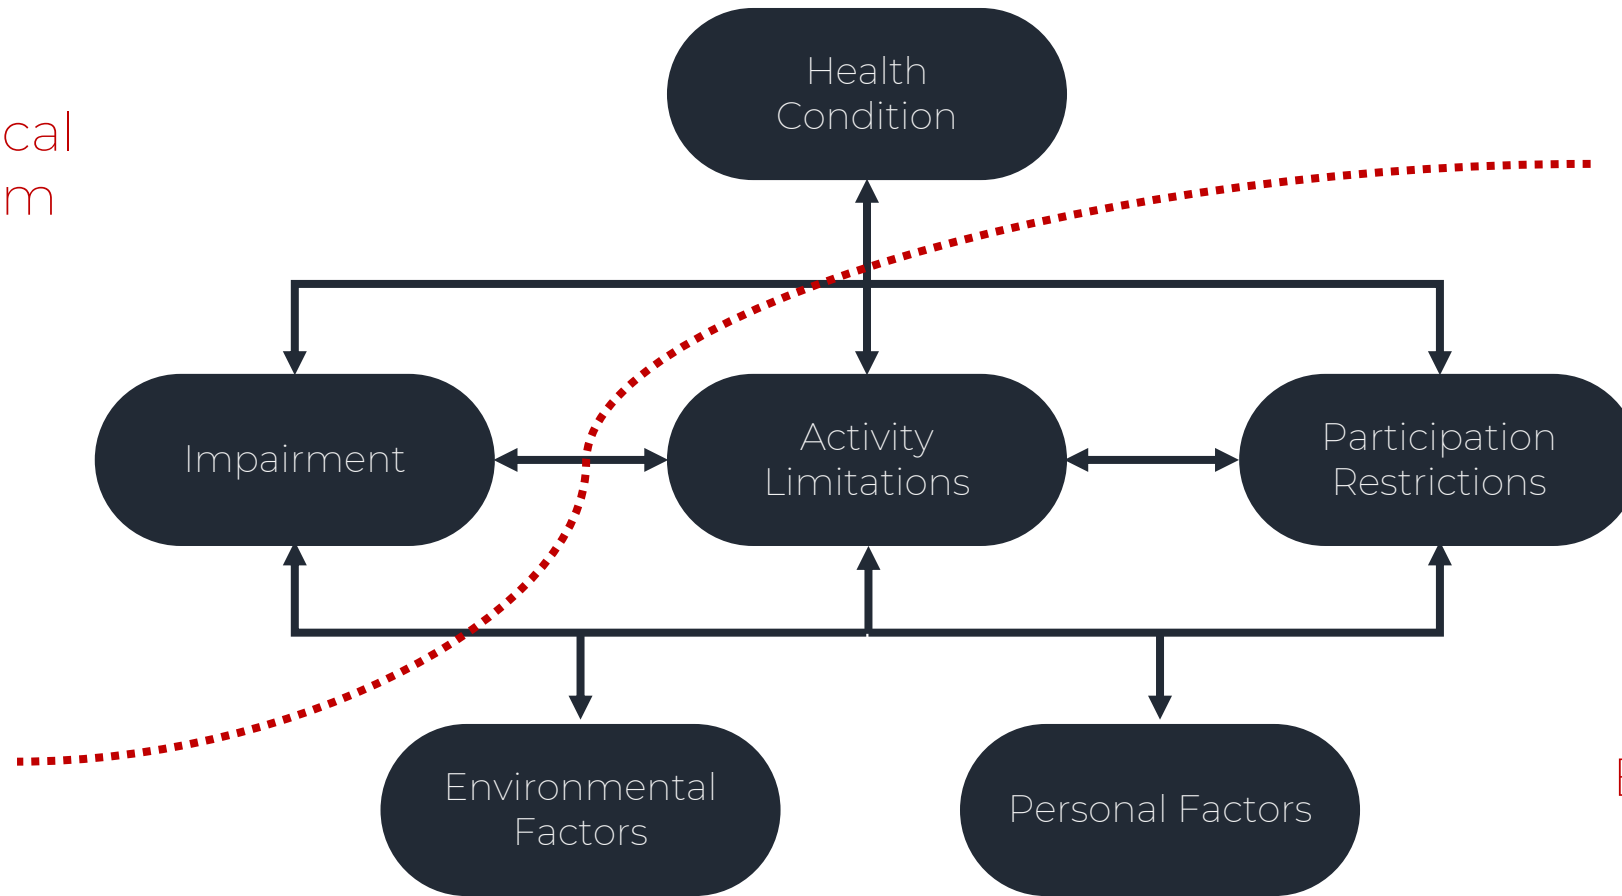 Health
Condition
cal
m
Impairment
Activity
Limitations
Participation
Restrictions
Environmental
Factors
Personal Factors